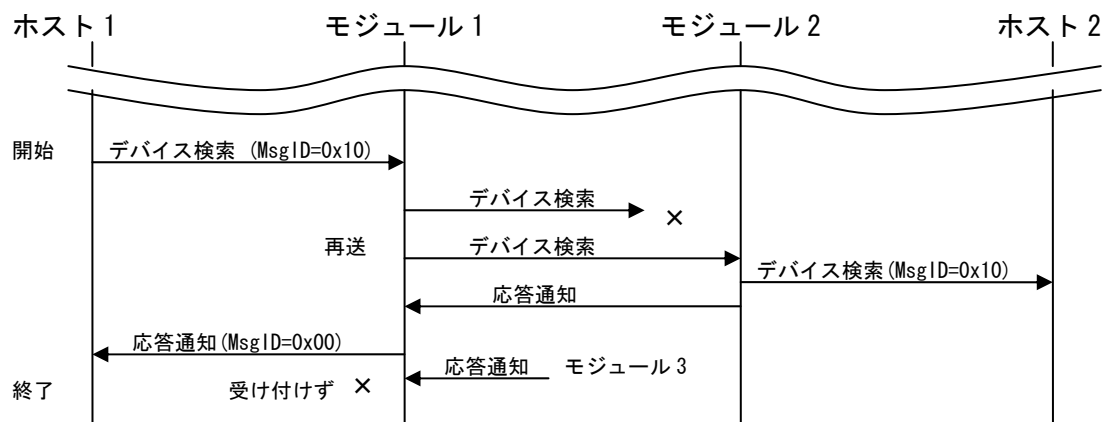 ホスト1 モジュール1 モジュール2 ホスト2
開始 デバイス検索 (MsgID=0x10)
デバイス検索 ×
再送 デバイス検索
デバイス検索(MsgID=0x10)
応答通知
応答通知(MsgID=0x00)
応答通知 モジュール3
終了 受け付けず ×